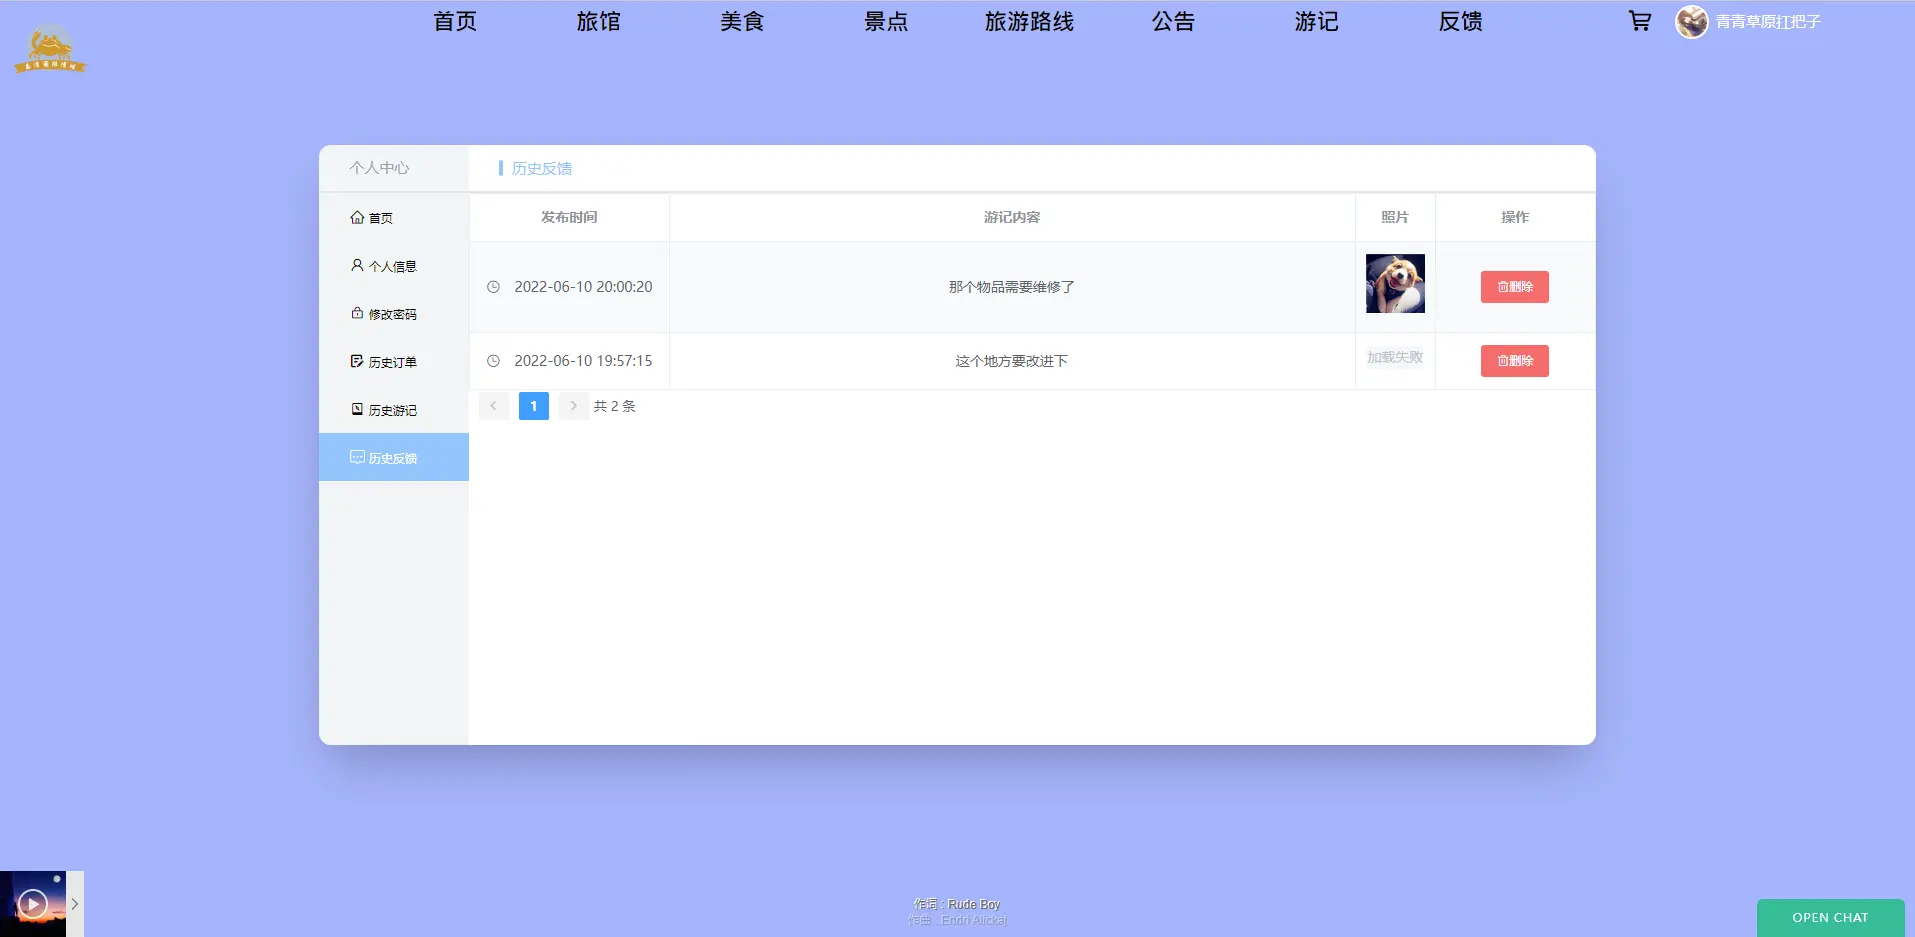 首页 旅馆 美食 景点 旅游路线 公告 游记 反馈 青青草原扛把子
个人中心
历史反馈
首页
个人信息
修改密码
历史订单
历史游记
历史反馈
发布时间 游记内容 照片 操作
2022-06-10 20:00:20 那个物品需要维修了 删除
2022-06-10 19:57:15 这个地方要改进下 加载失败 删除
1 共 2 条
作词 : Rude Boy
作曲 : Endri Alickaj
OPEN CHAT